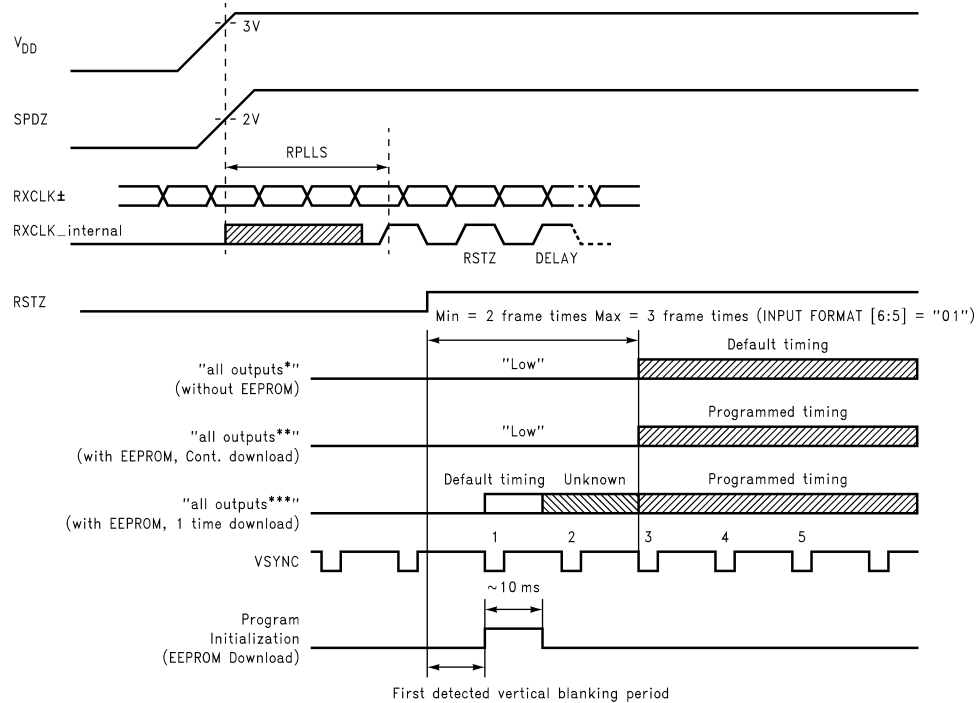 VDD
3V
SPDZ
2V
RPLLS
RXCLK±
RXCLK_internal
RSTZ DELAY
RSTZ
Min = 2 frame times Max = 3 frame times (INPUT FORMAT [6:5] = "01")
Default timing
"all outputs*"
(without EEPROM)
"Low"
Programmed timing
"all outputs**"
(with EEPROM, Cont. download)
"Low"
Default timing Unknown Programmed timing
"all outputs***"
(with EEPROM, 1 time download)
1 2 3 4 5
VSYNC
~10 ms
Program
Initialization
(EEPROM Download)
First detected vertical blanking period